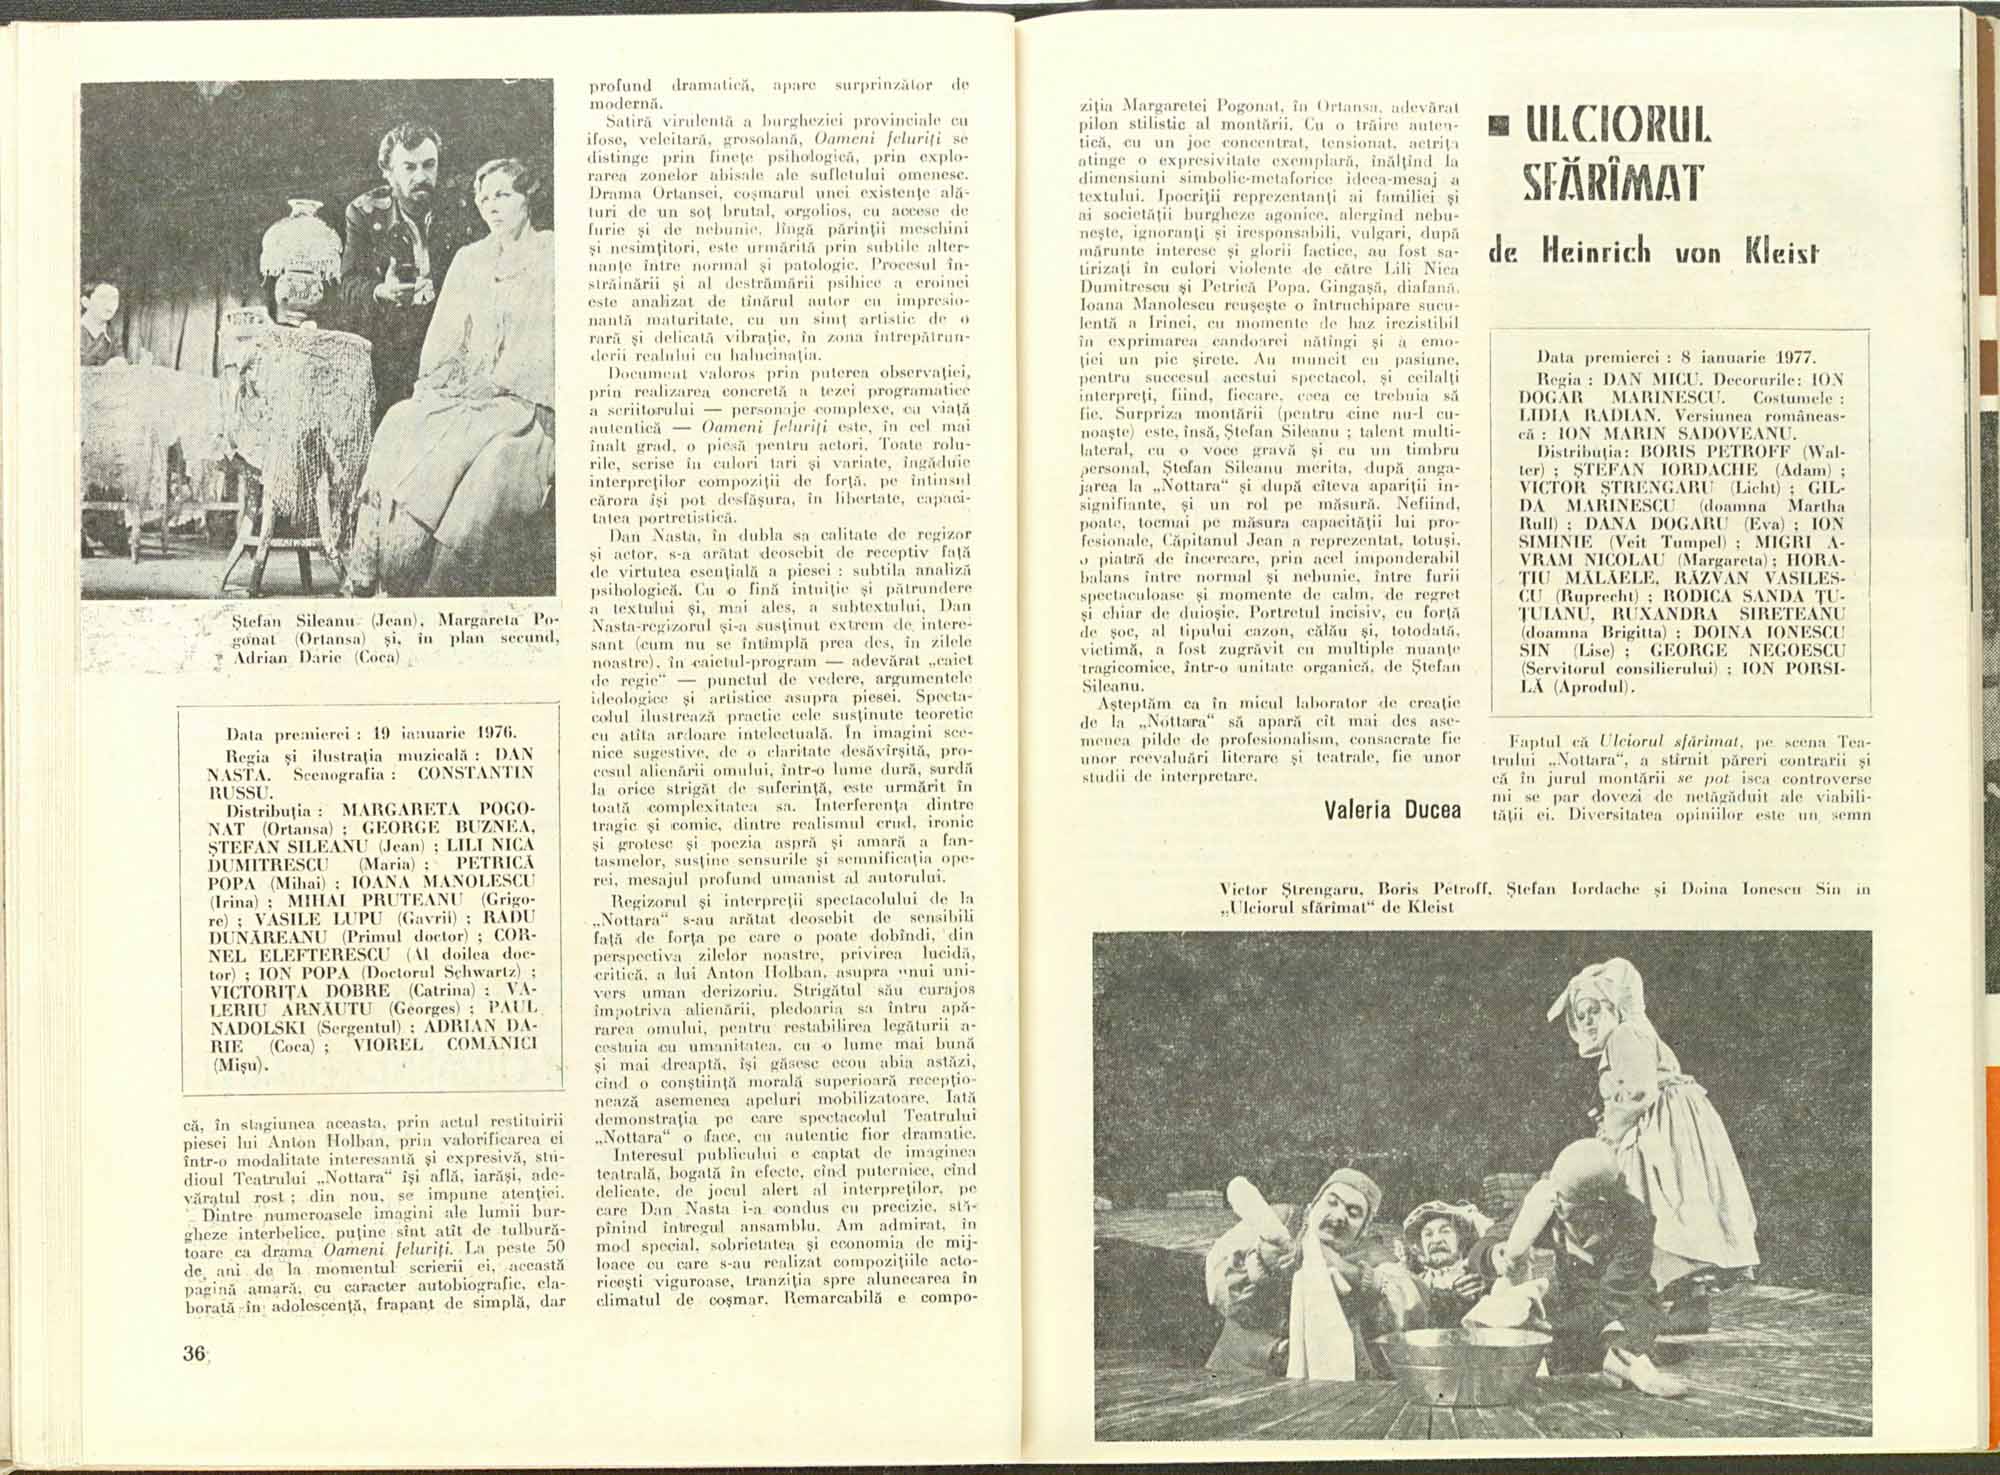 Ștefan Sileanu (Jean), Margareta Po-
gonat (Ortansa) și, în plan secund,
Adrian Darie (Coca)
Data premierei : 19 ianuarie 1976.
Regia și ilustrația muzicală : DAN
NASTA. Scenografia : CONSTANTIN
RUSSU.
Distribuția : MARGARETA POGO-
NAT (Ortansa) ; GEORGE BUZNEA,
ȘTEFAN SILEANU (Jean) ; LILI NICA
DUMITRESCU (Maria) ; PETRICĂ
POPA (Mihai) ; IOANA MANOLESCU
(Irina) ; MIHAI PRUTEANU (Grigo-
re) ; VASILE LUPU (Gavril) ; RADU
DUNĂREANU (Primul doctor) ; COR-
NEL ELEFTERESCU (Al doilea doc-
tor) ; ION POPA (Doctorul Schwartz) ;
VICTORIȚA DOBRE (Catrina) ; VA-
LERIU ARNĂUTU (Georges) ; PAUL
NADOLSKI (Sergentul) ; ADRIAN DA-
RIE (Coca) ; VIOREL COMĂNICI
(Mișu).
că, în stagiunea aceasta, prin actul restituirii
piesei lui Anton Holban, prin valorificarea ei
într-o modalitate interesantă și expresivă, stu-
dioul Teatrului „Nottara“ își află, iarăși, ade-
văratul rost ; din nou, se impune atenției.
Dintre numeroasele imagini ale lumii bur-
gheze interbelice, puține sînt atît de tulbură-
toare ca drama Oameni feluriți. La peste 50
de ani de la momentul scrierii ei, această
pagină amară, cu caracter autobiografic, ela-
borată în adolescență, frapant de simplă, dar
36
profund dramatică, apare surprinzător de
modernă.
Satiră virulentă a burgheziei provinciale cu
ifose, veleitară, grosolană, Oameni feluriți se
distinge prin finețe psihologică, prin explo-
rarea zonelor abisale ale sufletului omenesc.
Drama Ortansei, coșmarul unei existențe ală-
turi de un soț brutal, orgolios, cu accese de
furie și de nebunie, lîngă părinții meschini
și nesimțitori, este urmărită prin subtile alter-
nanțe între normal și patologic. Procesul în-
străinării și al destrămării psihice a eroinei
este analizat de tînărul autor cu impresio-
nantă maturitate, cu un simț artistic de o
rară și delicată vibrație, în zona întrepătrun-
derii realului cu halucinația.
Document valoros prin puterea observației,
prin realizarea concretă a tezei programatice
a scriitorului — personaje complexe, cu viață
autentică — Oameni feluriți este, în cel mai
înalt grad, o piesă pentru actori. Toate rolu-
rile, scrise în culori tari și variate, îngăduie
interpreților compoziții de forță, pe întinsul
cărora își pot desfășura, în libertate, capaci-
tatea portretistică.
Dan Nasta, în dubla sa calitate de regizor
și actor, s-a arătat deosebit de receptiv față
de virtutea esențială a piesei : subtila analiză
psihologică. Cu o fină intuiție și pătrundere
a textului și, mai ales, a subtextului, Dan
Nasta-regizorul și-a susținut extrem de intere-
sant (cum nu se întîmplă prea des, în zilele
noastre), în caietul-program — adevărat „caiet
de regie“ — punctul de vedere, argumentele
ideologice și artistice asupra piesei. Specta-
colul ilustrează practic cele susținute teoretic
cu atîta ardoare intelectuală. În imagini sce-
nice sugestive, de o claritate desăvîrșită, pro-
cesul alienării omului, într-o lume dură, surdă
la orice strigăt de suferință, este urmărit în
toată complexitatea sa. Interferența dintre
tragic și comic, dintre realismul crud, ironic
și grotesc și poezia aspră și amară a fan-
tasmelor, susține sensurile și semnificația ope-
rei, mesajul profund umanist al autorului.
Regizorul și interpreții spectacolului de la
„Nottara“ s-au arătat deosebit de sensibili
față de forța pe care o poate dobîndi, din
perspectiva zilelor noastre, privirea lucidă,
critică, a lui Anton Holban, asupra unui uni-
vers uman derizoriu. Strigătul său curajos
împotriva alienării, pledoaria sa întru apă-
rarea omului, pentru restabilirea legăturii a-
cestuia cu umanitatea, cu o lume mai bună
și mai dreaptă, își găsesc ecou abia astăzi,
cînd o conștiință morală superioară recepțio-
nează asemenea apeluri mobilizatoare. Iată
demonstrația pe care spectacolul Teatrului
„Nottara“ o face, cu autentic fior dramatic.
Interesul publicului e captat de imaginea
teatrală, bogată în efecte, cînd puternice, cînd
delicate, de jocul alert al interpreților, pe
care Dan Nasta i-a condus cu precizie, stă-
pînind întregul ansamblu. Am admirat, în
mod special, sobrietatea și economia de mij-
loace cu care s-au realizat compozițiile acto-
ricești viguroase, tranziția spre alunecarea în
climatul de coșmar. Remarcabilă e compo-
ziția Margaretei Pogonat, în Ortansa, adevărat
pilon stilistic al montării. Cu o trăire auten-
tică, cu un joc concentrat, tensionat, actrița
atinge o expresivitate exemplară, înălțînd la
dimensiuni simbolic-metaforice ideea-mesaj a
textului. Ipocriții reprezentanți ai familiei și
ai societății burgheze agonice, alergînd nebu-
nește, ignoranți și iresponsabili, vulgari, după
mărunte interese și glorii factice, au fost sa-
tirizați în culori violente de către Lili Nica
Dumitrescu și Petrică Popa. Gingașă, diafană,
Ioana Manolescu reușește o întruchipare sucu-
lentă a Irinei, cu momente de haz irezistibil
în exprimarea candoarei nătîngi și a emo-
ției un pic șirete. Au muncit cu pasiune,
pentru succesul acestui spectacol, și ceilalți
interpreți, fiind, fiecare, ceea ce trebuia să
fie. Surpriza montării (pentru cine nu-l cu-
noaște) este, însă, Ștefan Sileanu ; talent multi-
lateral, cu o voce gravă și cu un timbru
personal, Ștefan Sileanu merita, după anga-
jarea la „Nottara“ și după cîteva apariții in-
signifiante, și un rol pe măsură. Nefiind,
poate, tocmai pe măsura capacității lui pro-
fesionale, Căpitanul Jean a reprezentat, totuși,
o piatră de încercare, prin acel imponderabil
balans între normal și nebunie, între furii
spectaculoase și momente de calm, de regret
și chiar de duioșie. Portretul incisiv, cu forță
de șoc, al tipului cazon, călău și, totodată,
victimă, a fost zugrăvit cu multiple nuanțe
tragicomice, într-o unitate organică, de Ștefan
Sileanu.
Așteptăm ca în micul laborator de creație
de la „Nottara“ să apară cît mai des ase-
menea pilde de profesionalism, consacrate fie
unor reevaluări literare și teatrale, fie unor
studii de interpretare.
Valeria Ducea
■ ULCIORUL
SFĂRÎMAT
de Heinrich von Kleist
Data premierei : 8 ianuarie 1977.
Regia : DAN MICU. Decorurile: ION
DOGAR MARINESCU. Costumele :
LIDIA RADIAN. Versiunea româneas-
că : ION MARIN SADOVEANU.
Distribuția: BORIS PETROFF (Wal-
ter) ; ȘTEFAN IORDACHE (Adam) ;
VICTOR ȘTRENGARU (Licht) ; GIL-
DA MARINESCU (doamna Martha
Rull) ; DANA DOGARU (Eva) ; ION
SIMINIE (Veit Tumpel) ; MIGRI A-
VRAM NICOLAU (Margareta) ; HORA-
ȚIU MĂLĂELE, RĂZVAN VASILES-
CU (Ruprecht) ; RODICA SANDA ȚU-
ȚUIANU, RUXANDRA SIRETEANU
(doamna Brigitta) ; DOINA IONESCU
SIN (Lise) ; GEORGE NEGOESCU
(Servitorul consilierului) ; ION PORSI-
LĂ (Aprodul).
Faptul că Ulciorul sfărîmat, pe scena Tea-
trului „Nottara“, a stîrnit păreri contrarii și
că în jurul montării se pot isca controverse
mi se par dovezi de netăgăduit ale viabili-
tății ei. Diversitatea opiniilor este un semn
Victor Ștrengaru, Boris Petroff, Ștefan Iordache și Doina Ionescu Sin in
„Ulciorul sfărîmat“ de Kleist